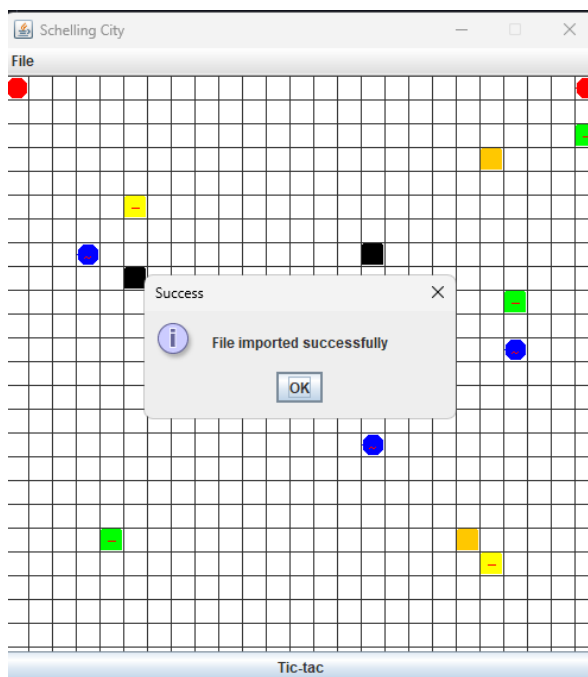 Schelling City
File
Success
File imported successfully
OK
Tic-tac